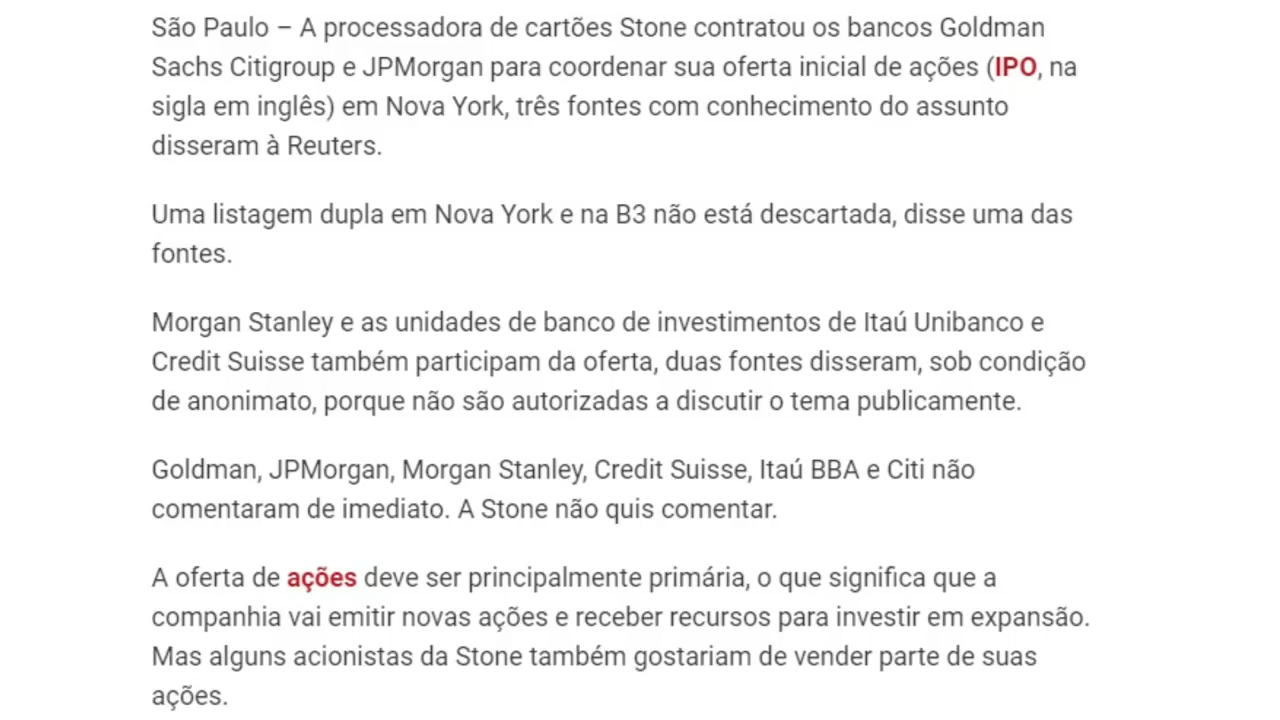 São Paulo – A processadora de cartões Stone contratou os bancos Goldman
Sachs Citigroup e JPMorgan para coordenar sua oferta inicial de ações (IPO, na
sigla em inglês) em Nova York, três fontes com conhecimento do assunto
disseram à Reuters.
Uma listagem dupla em Nova York e na B3 não está descartada, disse uma das
fontes.
Morgan Stanley e as unidades de banco de investimentos de Itaú Unibanco e
Credit Suisse também participam da oferta, duas fontes disseram, sob condição
de anonimato, porque não são autorizadas a discutir o tema publicamente.
Goldman, JPMorgan, Morgan Stanley, Credit Suisse, Itaú BBA e Citi não
comentaram de imediato. A Stone não quis comentar.
A oferta de ações deve ser principalmente primária, o que significa que a
companhia vai emitir novas ações e receber recursos para investir em expansão.
Mas alguns acionistas da Stone também gostariam de vender parte de suas
ações.